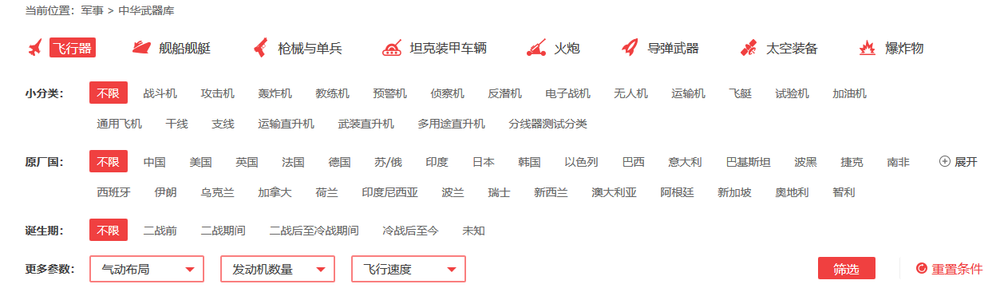 当前位置：军事 > 中华武器库
飞行器 舰船舰艇 枪械与单兵 坦克装甲车辆 火炮 导弹武器 太空装备 爆炸物
小分类： 不限 战斗机 攻击机 轰炸机 教练机 预警机 侦察机 反潜机 电子战机 无人机 运输机 飞艇 试验机 加油机
通用飞机 干线 支线 运输直升机 武装直升机 多用途直升机 分线器测试分类
原厂国： 不限 中国 美国 英国 法国 德国 苏/俄 印度 日本 韩国 以色列 巴西 意大利 巴基斯坦 波黑 捷克 南非 展开
西班牙 伊朗 乌克兰 加拿大 荷兰 印度尼西亚 波兰 瑞士 新西兰 澳大利亚 阿根廷 新加坡 奥地利 智利
诞生期： 不限 二战前 二战期间 二战后至冷战期间 冷战后至今 未知
更多参数： 气动布局 发动机数量 飞行速度 筛选 重置条件